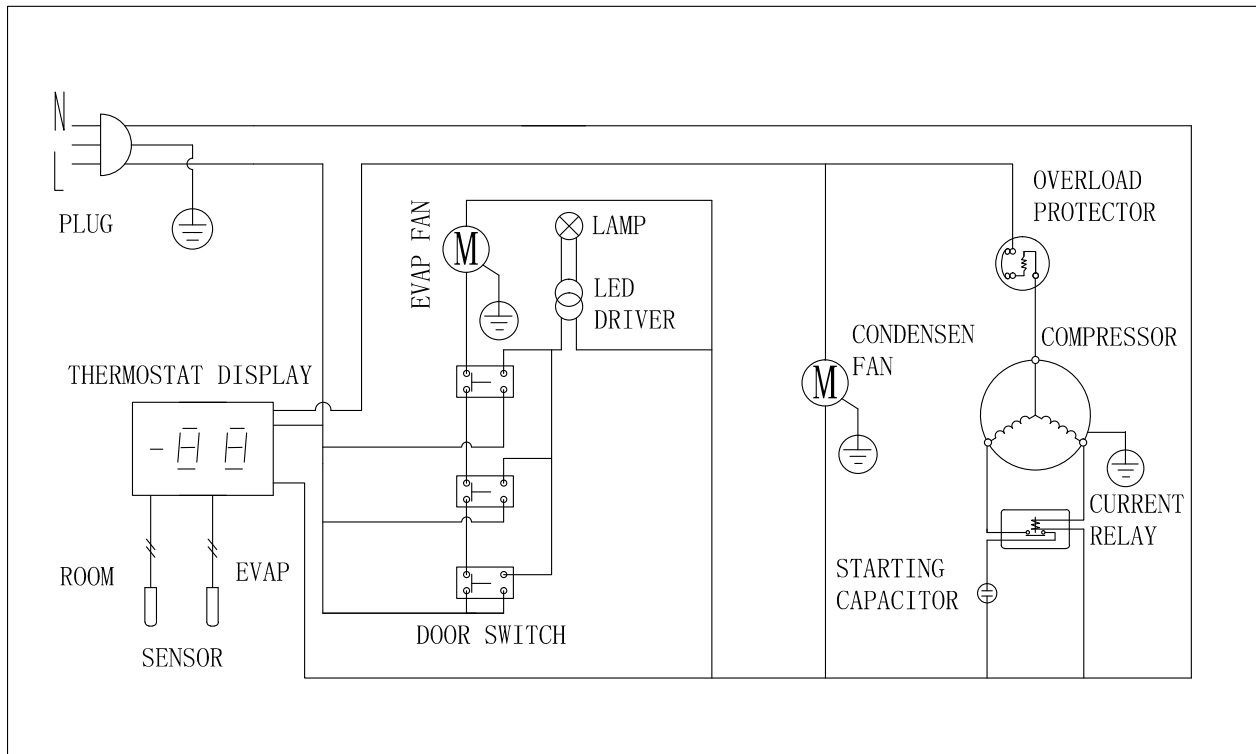 N
L
PLUG
EVAP FAN
M
LAMP
LED
DRIVER
OVERLOAD
PROTECTOR
THERMOSTAT DISPLAY
-88
CONDENSEN
FAN
M
COMPRESSOR
ROOM
EVAP
SENSOR
DOOR SWITCH
STARTING
CAPACITOR
CURRENT
RELAY